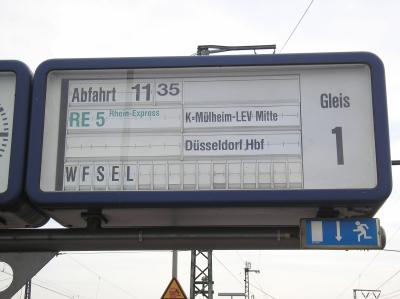 Abfahrt 11 35
RE 5 Rhein-Express K-Mülheim-LEV Mitte
Düsseldorf Hbf
WFSEL
Gleis
1